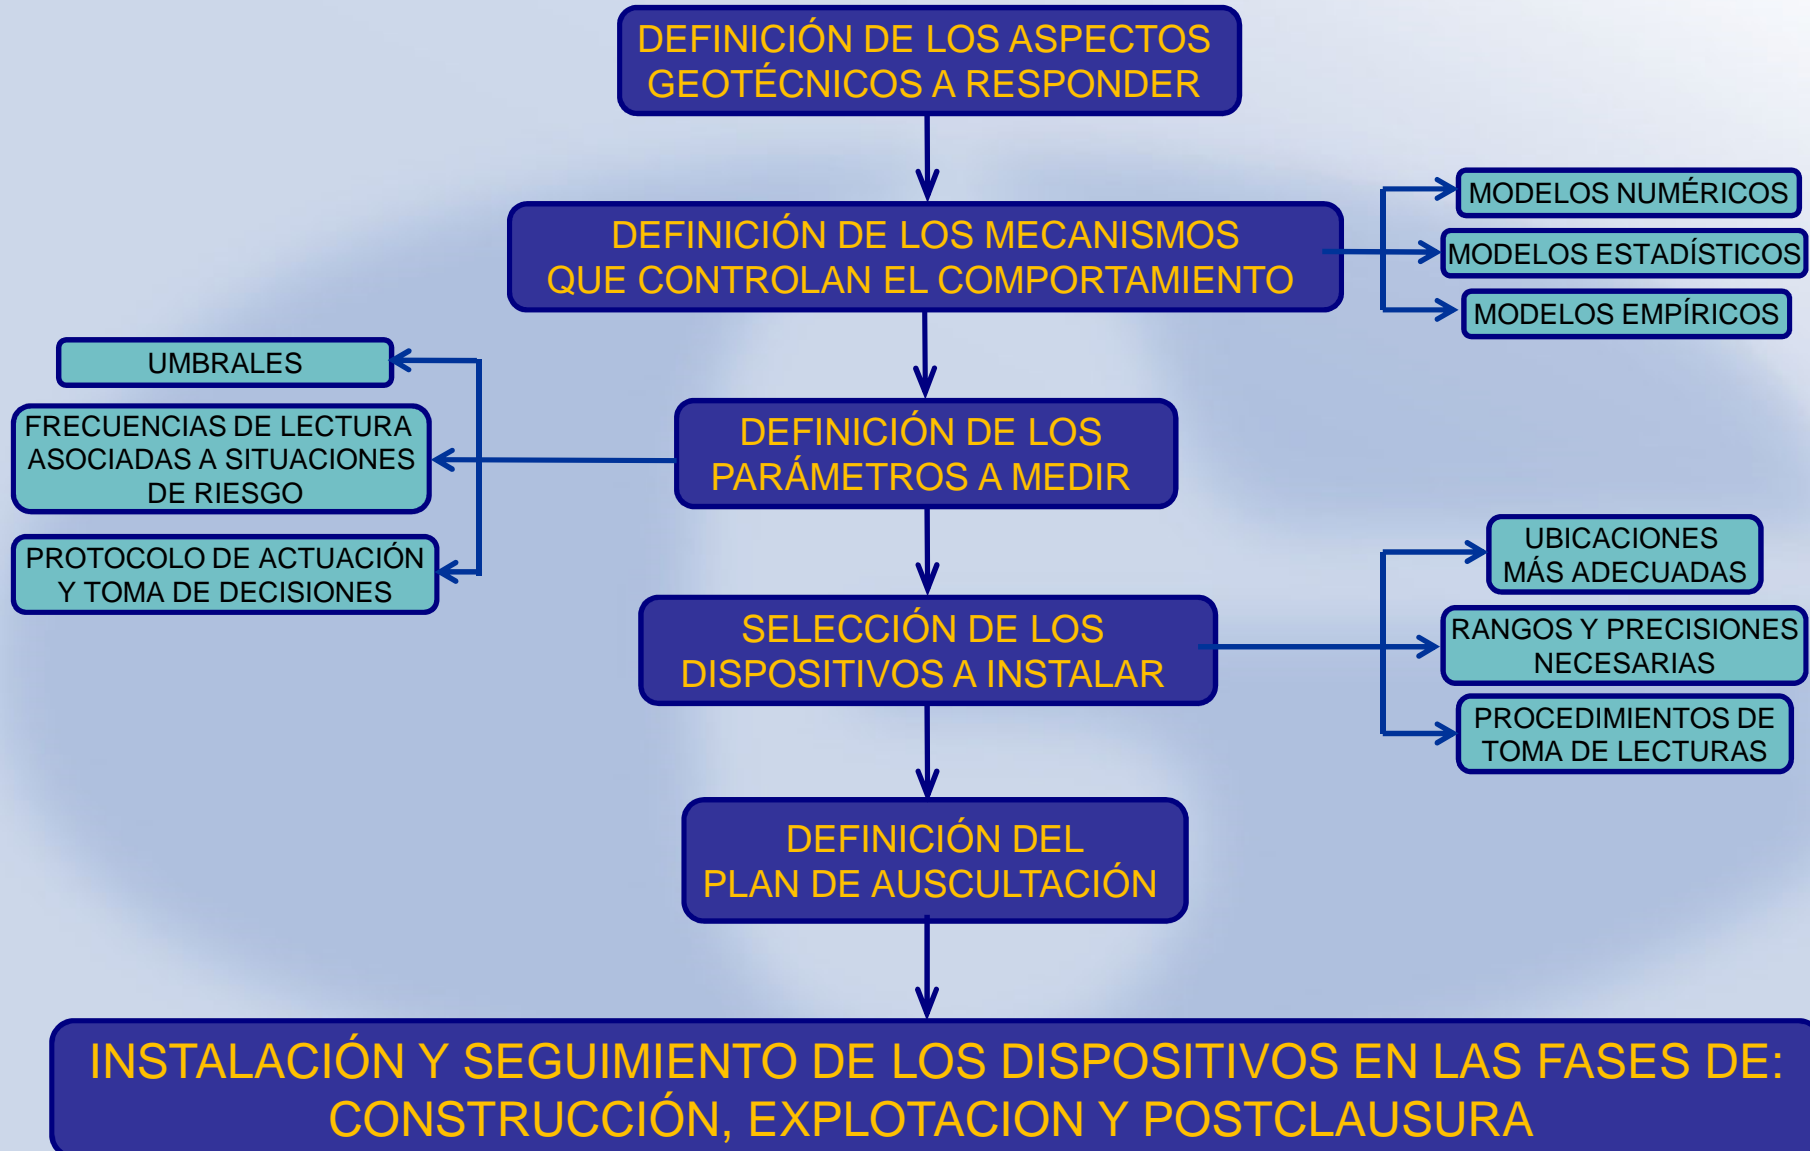 DEFINICIÓN DE LOS ASPECTOS
GEOTÉCNICOS A RESPONDER
DEFINICIÓN DE LOS MECANISMOS
QUE CONTROLAN EL COMPORTAMIENTO
MODELOS NUMÉRICOS
MODELOS ESTADÍSTICOS
MODELOS EMPÍRICOS
DEFINICIÓN DE LOS
PARÁMETROS A MEDIR
UMBRALES
FRECUENCIAS DE LECTURA
ASOCIADAS A SITUACIONES
DE RIESGO
PROTOCOLO DE ACTUACIÓN
Y TOMA DE DECISIONES
SELECCIÓN DE LOS
DISPOSITIVOS A INSTALAR
UBICACIONES
MÁS ADECUADAS
RANGOS Y PRECISIONES
NECESARIAS
PROCEDIMIENTOS DE
TOMA DE LECTURAS
DEFINICIÓN DEL
PLAN DE AUSCULTACIÓN
INSTALACIÓN Y SEGUIMIENTO DE LOS DISPOSITIVOS EN LAS FASES DE:
CONSTRUCCIÓN, EXPLOTACION Y POSTCLAUSURA